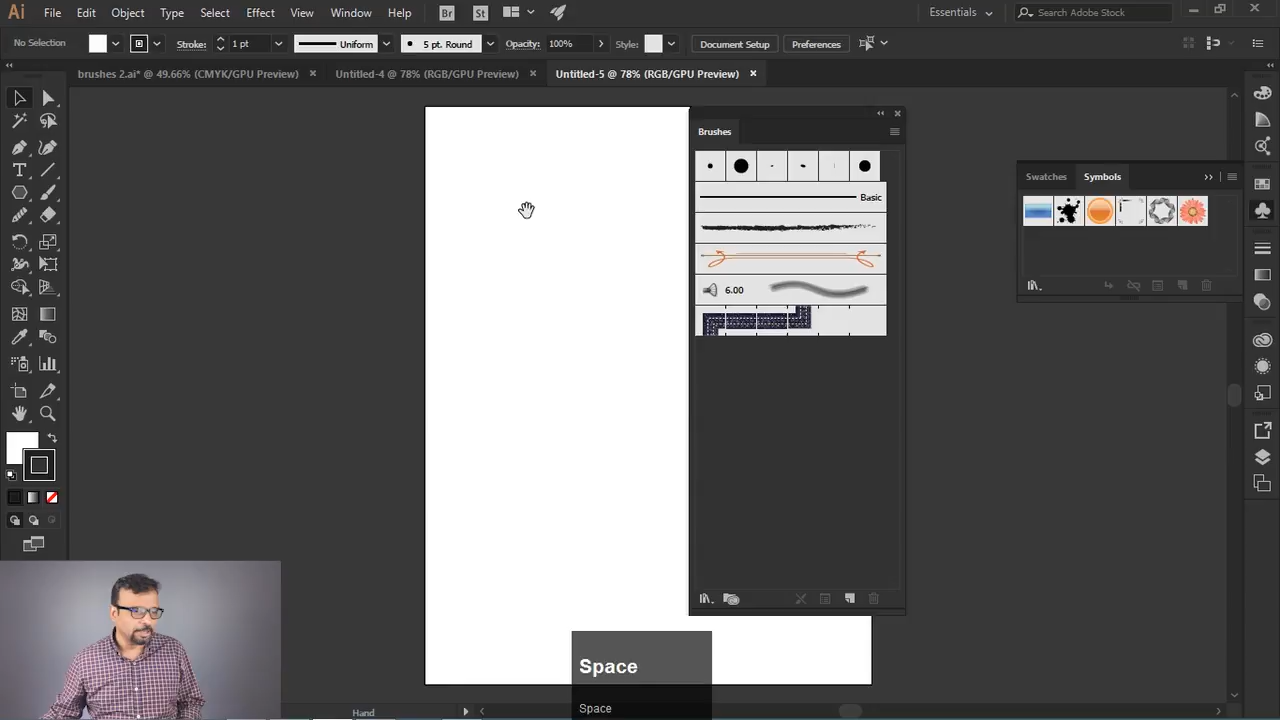 Ai File Edit Object Type Select Effect View Window Help Br St Essentials Search Adobe Stock
No Selection Stroke: 1 pt Uniform 5 pt. Round Opacity: 100% Style: Document Setup Preferences
brushes 2.ai* @ 49.66% (CMYK/GPU Preview) Untitled-4 @ 78% (RGB/GPU Preview) Untitled-5 @ 78% (RGB/GPU Preview)
Brushes
Swatches Symbols
Basic
6.00
Space
Space
Hand